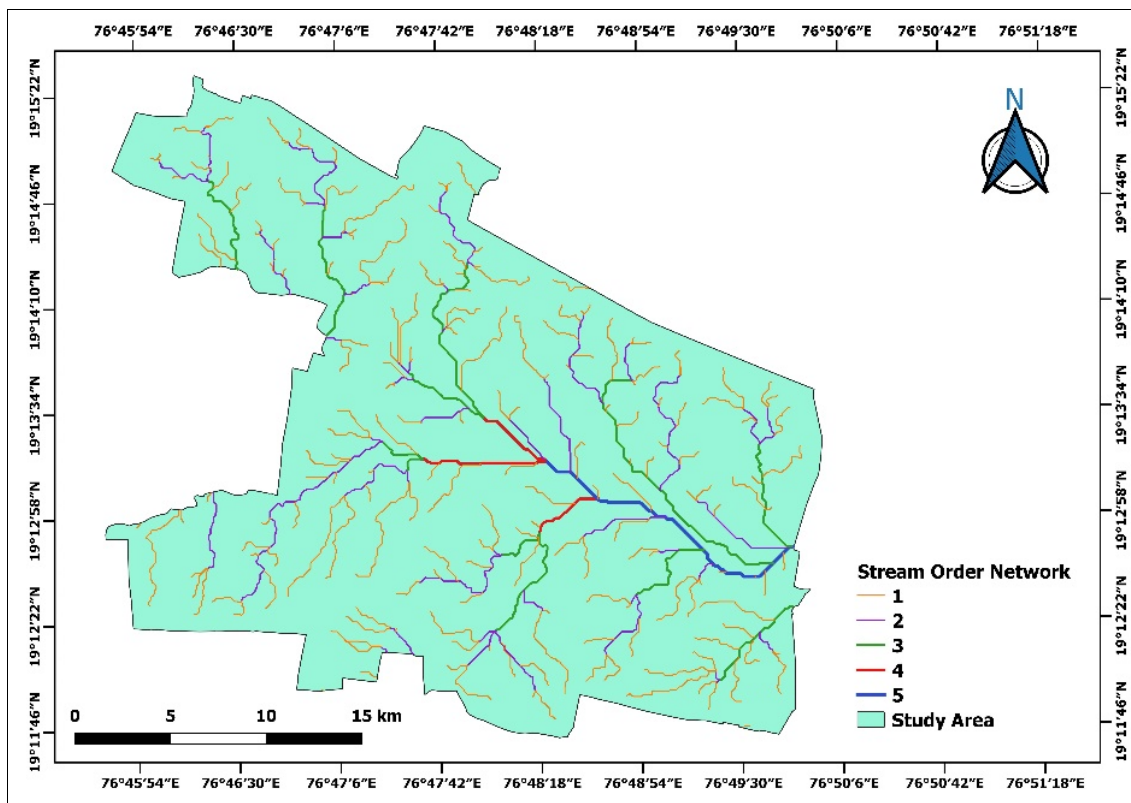 76°45′54″E 76°46′30″E 76°47′6″E 76°47′42″E 76°48′18″E 76°48′54″E 76°49′30″E 76°50′6″E 76°50′42″E 76°51′18″E
19°15′22″N 19°15′22″N
N
19°14′46″N 19°14′46″N
19°14′10″N 19°14′10″N
19°13′34″N 19°13′34″N
19°12′58″N 19°12′58″N
Stream Order Network
1
2
19°12′22″N 19°12′22″N
3
4
5
Study Area
0 5 10 15 km
19°11′46″N 19°11′46″N
76°45′54″E 76°46′30″E 76°47′6″E 76°47′42″E 76°48′18″E 76°48′54″E 76°49′30″E 76°50′6″E 76°50′42″E 76°51′18″E